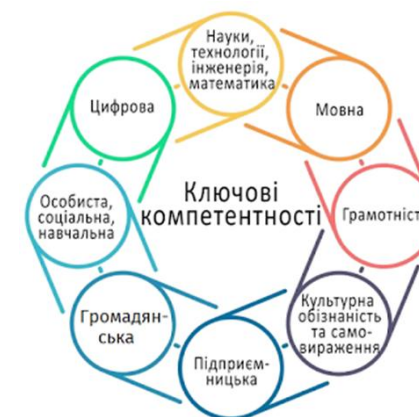 Науки,
технології,
інженерія,
математика
Мовна
Грамотніст
Культурна
обізнаність
та само-
вираження
Підприєм-
ницька
Громадян-
ська
Особиста,
соціальна,
навчальна
Цифрова
Ключові
компетентності